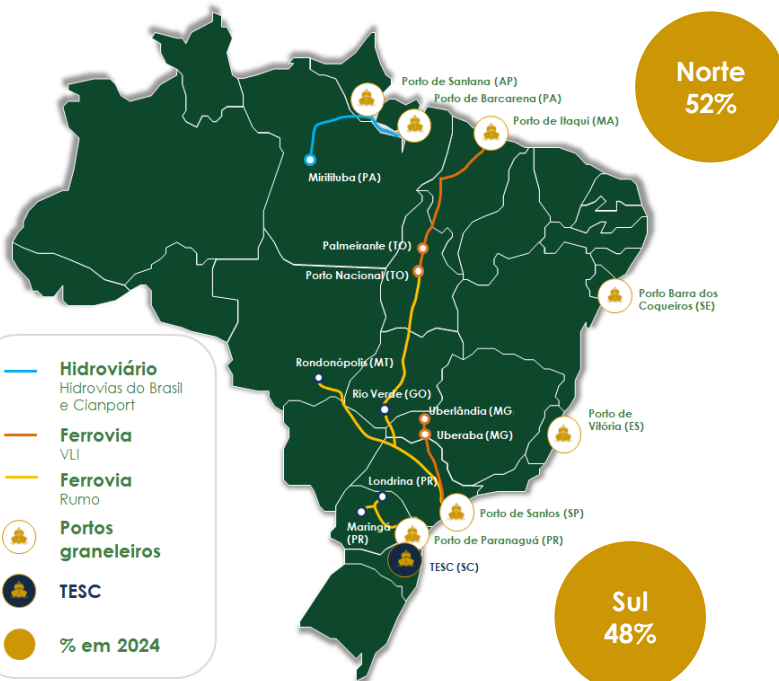 Norte
52%
Porto de Santana (AP)
Porto de Barcarena (PA)
Porto de Itaqui (MA)
Miritituba (PA)
Palmeirante (TO)
Porto Nacional (TO)
Porto Barra dos
Coqueiros (SE)
Rondonópolis (MT)
Rio Verde (GO)
Uberlândia (MG)
Uberaba (MG)
Porto de
Vitória (ES)
Londrina (PR)
Maringá
(PR)
Porto de Santos (SP)
Porto de Paranaguá (PR)
TESC (SC)
Hidroviário
Hidrovias do Brasil
e Cianport
Ferrovia
VLI
Ferrovia
Rumo
Portos
graneleiros
TESC
% em 2024
Sul
48%